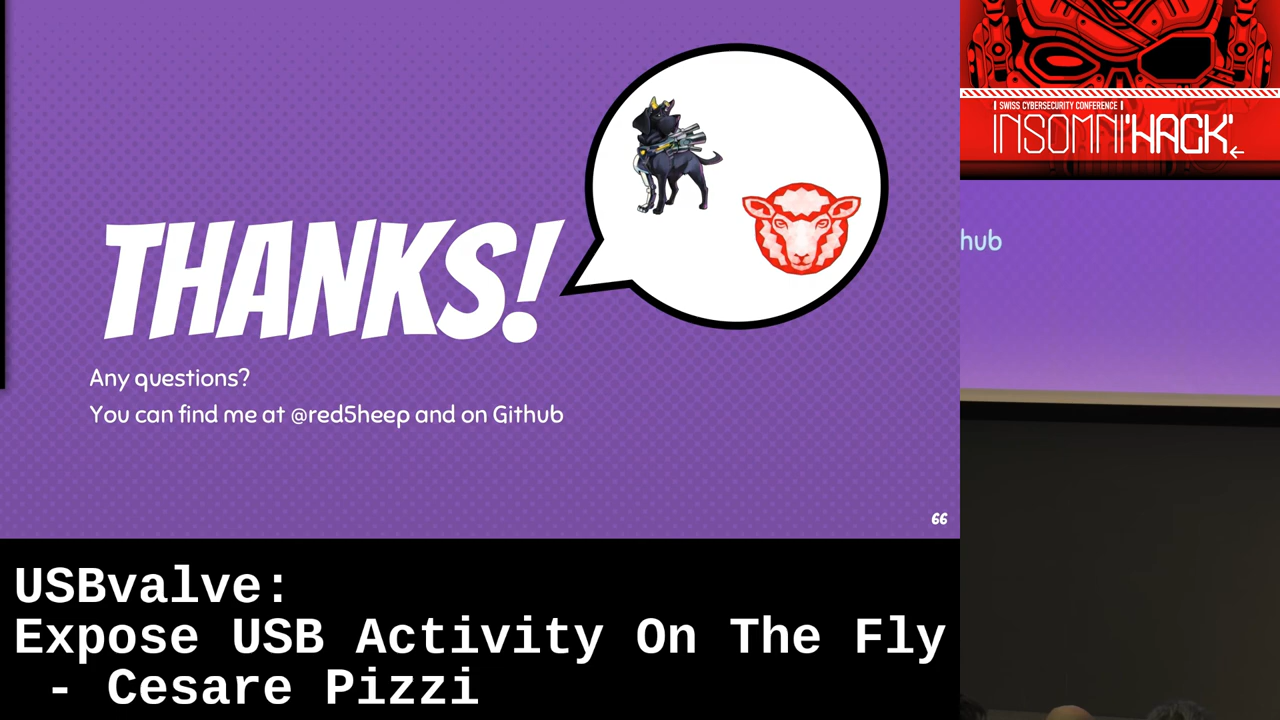 THANKS!
Any questions?
You can find me at @red5heep and on Github
66
SWISS CYBERSECURITY CONFERENCE
INSOMNI'HACK'
hub
USBvalve:
Expose USB Activity On The Fly
- Cesare Pizzi